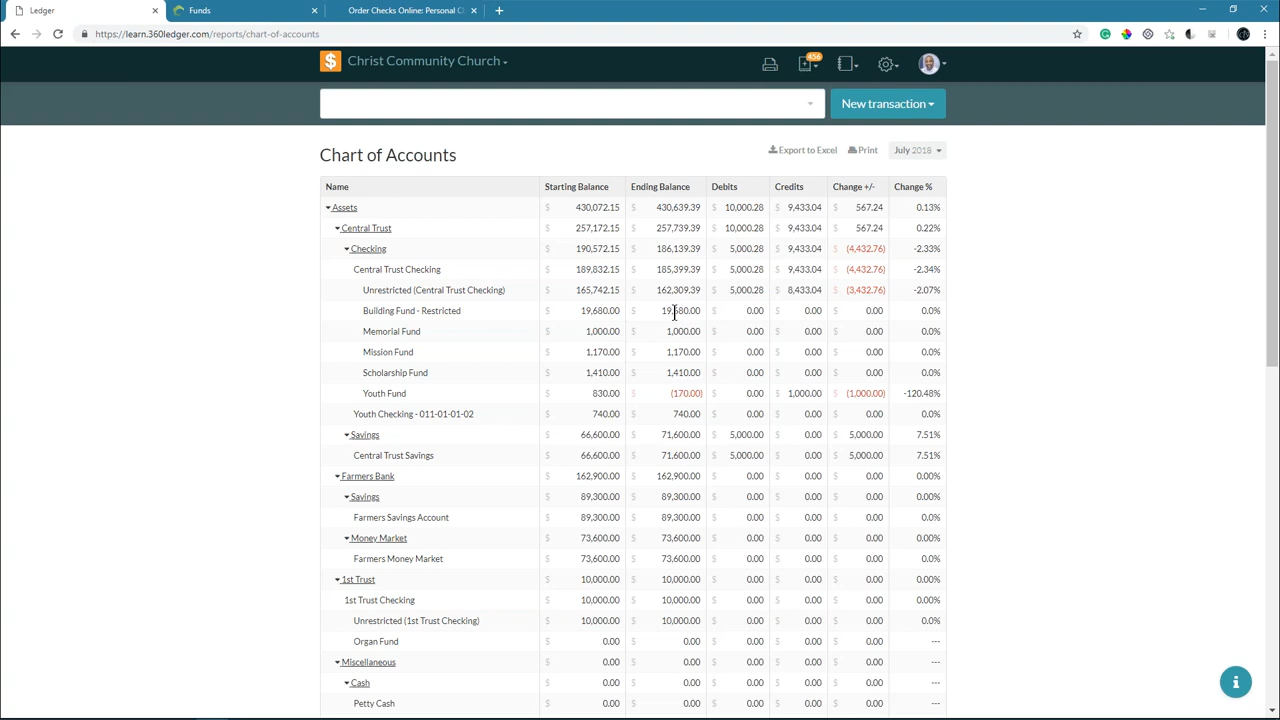 Ledger × Funds × Order Checks Online: Personal C × +
https://learn.360ledger.com/reports/chart-of-accounts
$ Christ Community Church 456
New transaction
Chart of Accounts Export to Excel Print July 2018
Name Starting Balance Ending Balance Debits Credits Change +/- Change %
Assets $ 430,072.15 $ 430,639.39 $ 10,000.28 $ 9,433.04 $ 567.24 0.13%
Central Trust $ 257,172.15 $ 257,739.39 $ 10,000.28 $ 9,433.04 $ 567.24 0.22%
Checking $ 190,572.15 $ 186,139.39 $ 5,000.28 $ 9,433.04 $ (4,432.76) -2.33%
Central Trust Checking $ 189,832.15 $ 185,399.39 $ 5,000.28 $ 9,433.04 $ (4,432.76) -2.34%
Unrestricted (Central Trust Checking) $ 165,742.15 $ 162,309.39 $ 5,000.28 $ 8,433.04 $ (3,432.76) -2.07%
Building Fund - Restricted $ 19,680.00 $ 19,680.00 $ 0.00 $ 0.00 $ 0.00 0.0%
Memorial Fund $ 1,000.00 $ 1,000.00 $ 0.00 $ 0.00 $ 0.00 0.0%
Mission Fund $ 1,170.00 $ 1,170.00 $ 0.00 $ 0.00 $ 0.00 0.0%
Scholarship Fund $ 1,410.00 $ 1,410.00 $ 0.00 $ 0.00 $ 0.00 0.0%
Youth Fund $ 830.00 $ (170.00) $ 0.00 $ 1,000.00 $ (1,000.00) -120.48%
Youth Checking - 011-01-01-02 $ 740.00 $ 740.00 $ 0.00 $ 0.00 $ 0.00 0.0%
Savings $ 66,600.00 $ 71,600.00 $ 5,000.00 $ 0.00 $ 5,000.00 7.51%
Central Trust Savings $ 66,600.00 $ 71,600.00 $ 5,000.00 $ 0.00 $ 5,000.00 7.51%
Farmers Bank $ 162,900.00 $ 162,900.00 $ 0.00 $ 0.00 $ 0.00 0.00%
Savings $ 89,300.00 $ 89,300.00 $ 0.00 $ 0.00 $ 0.00 0.00%
Farmers Savings Account $ 89,300.00 $ 89,300.00 $ 0.00 $ 0.00 $ 0.00 0.0%
Money Market $ 73,600.00 $ 73,600.00 $ 0.00 $ 0.00 $ 0.00 0.00%
Farmers Money Market $ 73,600.00 $ 73,600.00 $ 0.00 $ 0.00 $ 0.00 0.0%
1st Trust $ 10,000.00 $ 10,000.00 $ 0.00 $ 0.00 $ 0.00 0.00%
1st Trust Checking $ 10,000.00 $ 10,000.00 $ 0.00 $ 0.00 $ 0.00 0.00%
Unrestricted (1st Trust Checking) $ 10,000.00 $ 10,000.00 $ 0.00 $ 0.00 $ 0.00 0.0%
Organ Fund $ 0.00 $ 0.00 $ 0.00 $ 0.00 $ 0.00 ---
Miscellaneous $ 0.00 $ 0.00 $ 0.00 $ 0.00 $ 0.00 ---
Cash $ 0.00 $ 0.00 $ 0.00 $ 0.00 $ 0.00 ---
Petty Cash $ 0.00 $ 0.00 $ 0.00 $ 0.00 $ 0.00 ---